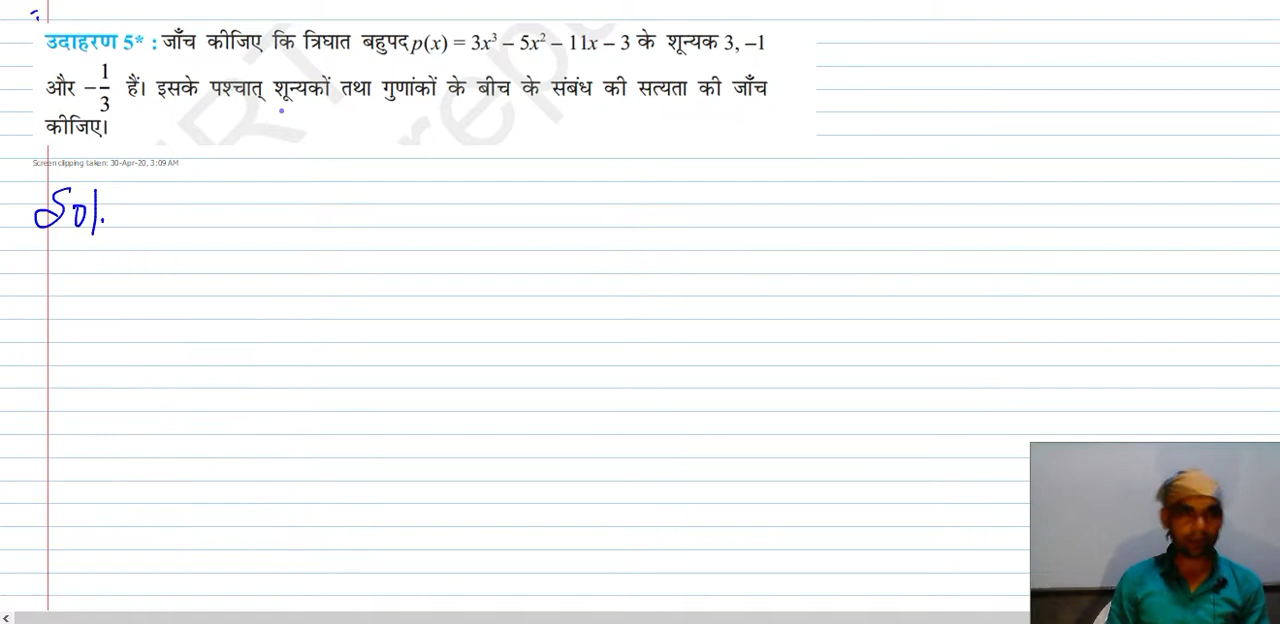 उदाहरण 5* : जाँच कीजिए कि त्रिघात बहुपद p(x) = 3x³ – 5x² – 11x – 3 के शून्यक 3, –1
और –1/3 हैं। इसके पश्चात् शून्यकों तथा गुणांकों के बीच के संबंध की सत्यता की जाँच
कीजिए।
Screen clipping taken: 30-Apr-20, 3:09 AM
Sol.